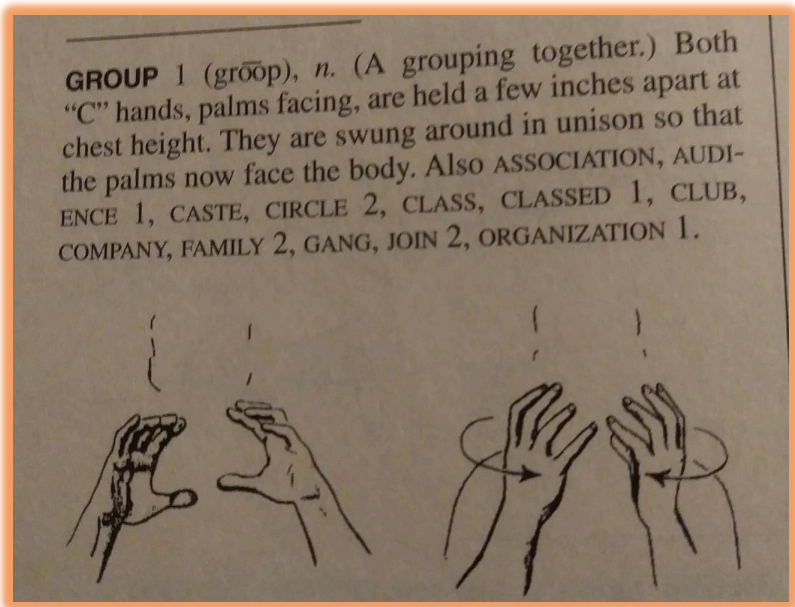 GROUP 1 (gro͞op), n. (A grouping together.) Both
“C” hands, palms facing, are held a few inches apart at
chest height. They are swung around in unison so that
the palms now face the body. Also ASSOCIATION, AUDI-
ENCE 1, CASTE, CIRCLE 2, CLASS, CLASSED 1, CLUB,
COMPANY, FAMILY 2, GANG, JOIN 2, ORGANIZATION 1.